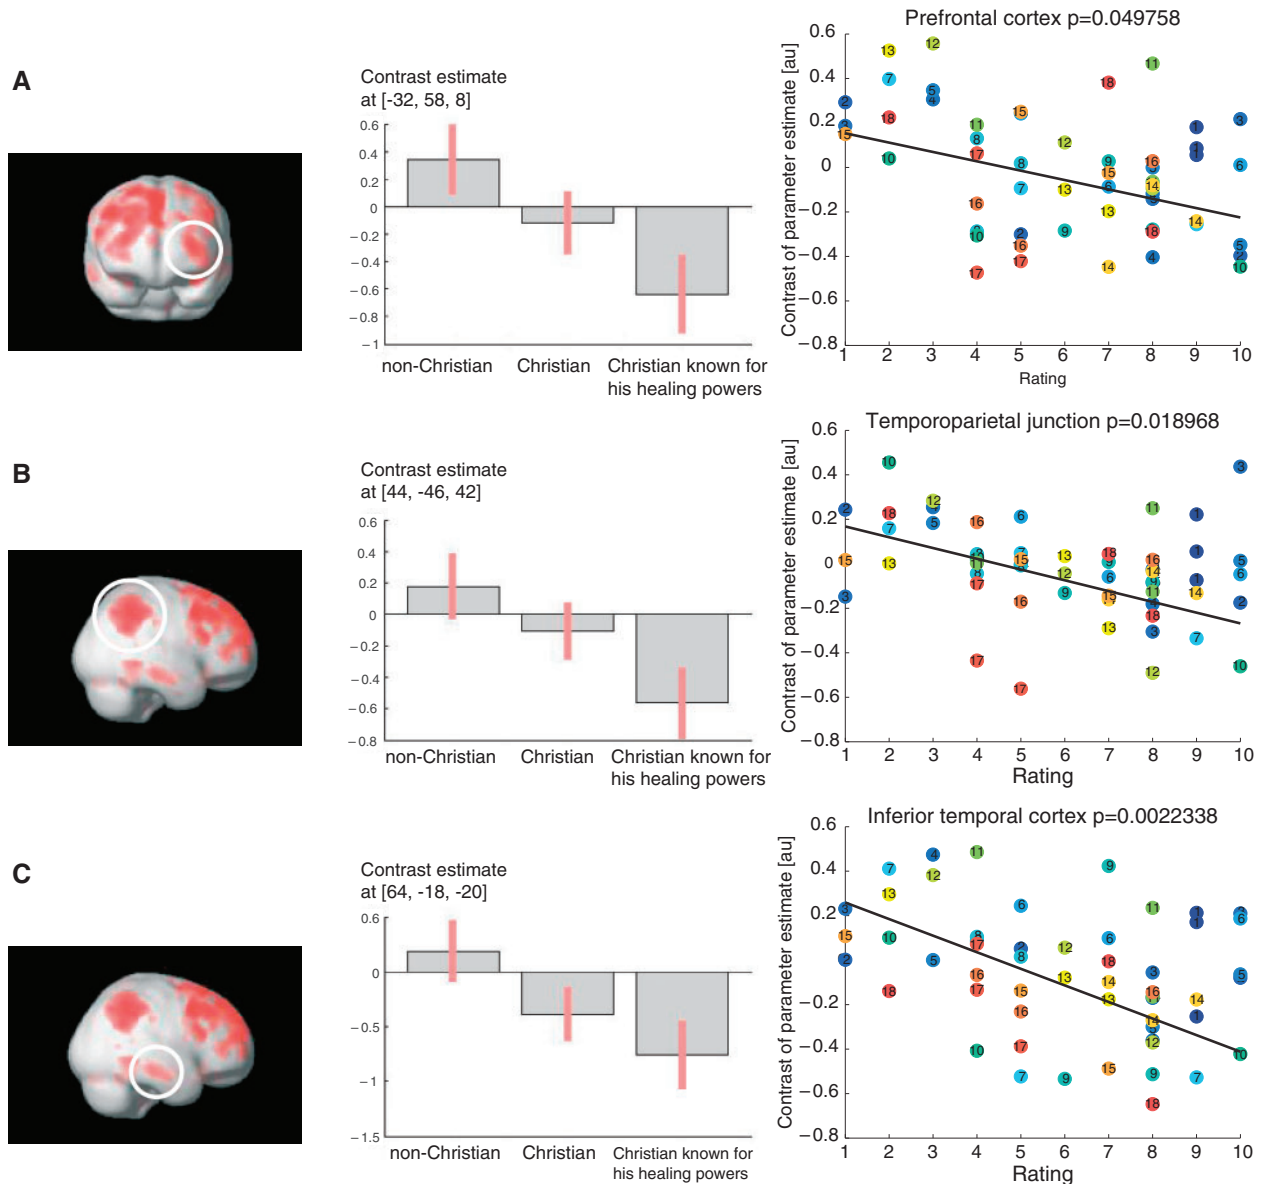 A
Contrast estimate
at [-32, 58, 8]
0.6
0.4
0.2
0
−0.2
−0.4
−0.6
−0.8
−1
non-Christian
Christian
Christian known for
his healing powers
Prefrontal cortex p=0.049758
Contrast of parameter estimate [au]
0.6
0.4
0.2
0
−0.2
−0.4
−0.6
−0.8
1 2 3 4 5 6 7 8 9 10
Rating
B
Contrast estimate
at [44, -46, 42]
0.6
0.4
0.2
0
−0.2
−0.4
−0.6
−0.8
non-Christian
Christian
Christian known for
his healing powers
Temporoparietal junction p=0.018968
Contrast of parameter estimate [au]
0.6
0.4
0.2
0
−0.2
−0.4
−0.6
−0.8
1 2 3 4 5 6 7 8 9 10
Rating
C
Contrast estimate
at [64, -18, -20]
0.6
0
−0.5
−1
−1.5
non-Christian
Christian
Christian known for
his healing powers
Inferior temporal cortex p=0.0022338
Contrast of parameter estimate [au]
0.6
0.4
0.2
−0.2
−0.4
−0.6
−0.8
1 2 3 4 5 6 7 8 9 10
Rating